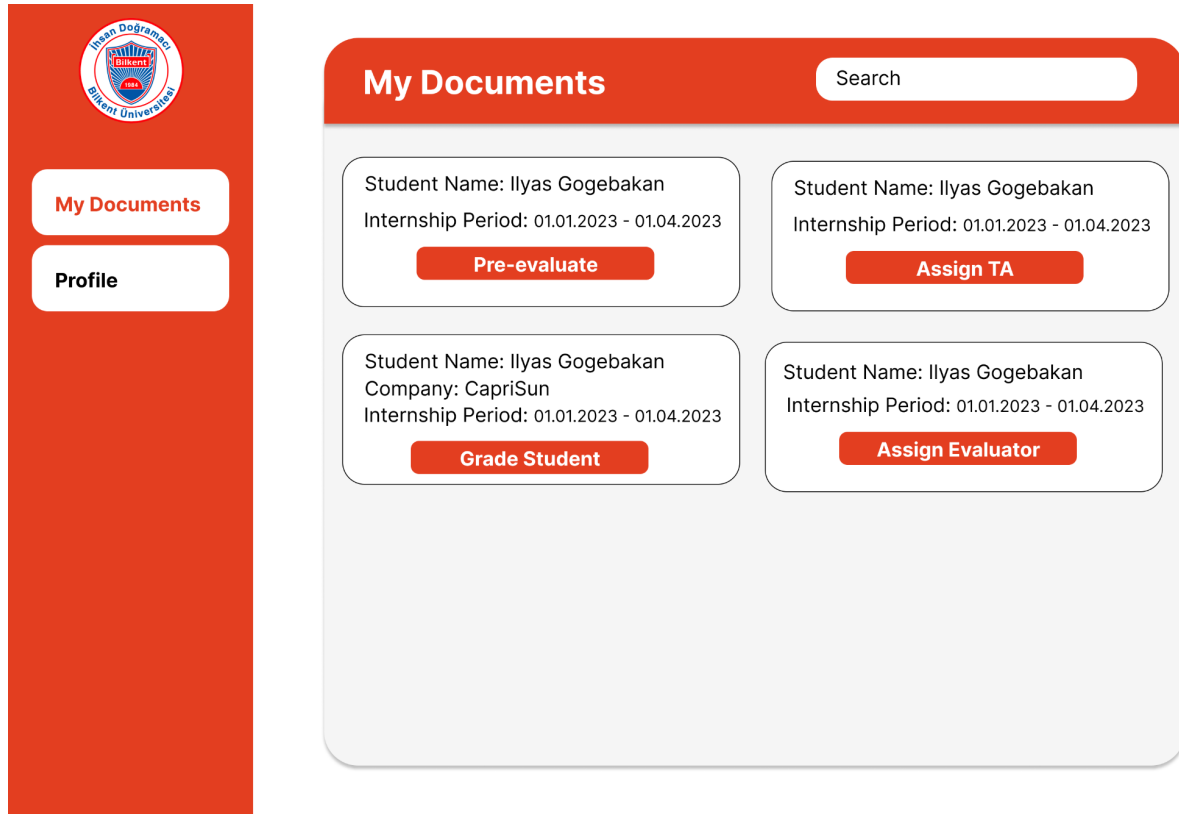 İhsan Doğramacı
Bilkent
1984
Bilkent Üniversitesi
My Documents
Profile
My Documents
Search
Student Name: Ilyas Gogebakan
Internship Period: 01.01.2023 - 01.04.2023
Pre-evaluate
Student Name: Ilyas Gogebakan
Internship Period: 01.01.2023 - 01.04.2023
Assign TA
Student Name: Ilyas Gogebakan
Company: CapriSun
Internship Period: 01.01.2023 - 01.04.2023
Grade Student
Student Name: Ilyas Gogebakan
Internship Period: 01.01.2023 - 01.04.2023
Assign Evaluator